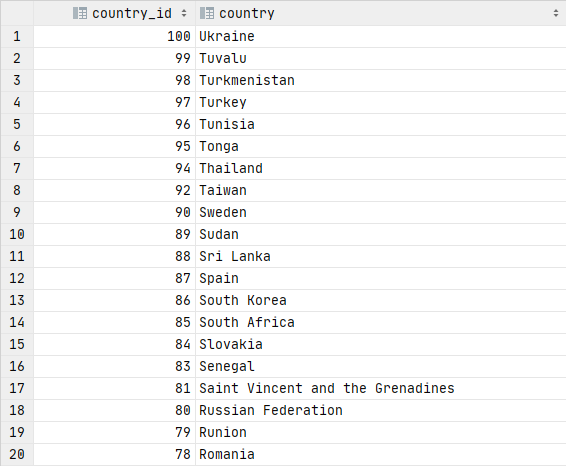 country_id country
1 100 Ukraine
2 99 Tuvalu
3 98 Turkmenistan
4 97 Turkey
5 96 Tunisia
6 95 Tonga
7 94 Thailand
8 92 Taiwan
9 90 Sweden
10 89 Sudan
11 88 Sri Lanka
12 87 Spain
13 86 South Korea
14 85 South Africa
15 84 Slovakia
16 83 Senegal
17 81 Saint Vincent and the Grenadines
18 80 Russian Federation
19 79 Runion
20 78 Romania